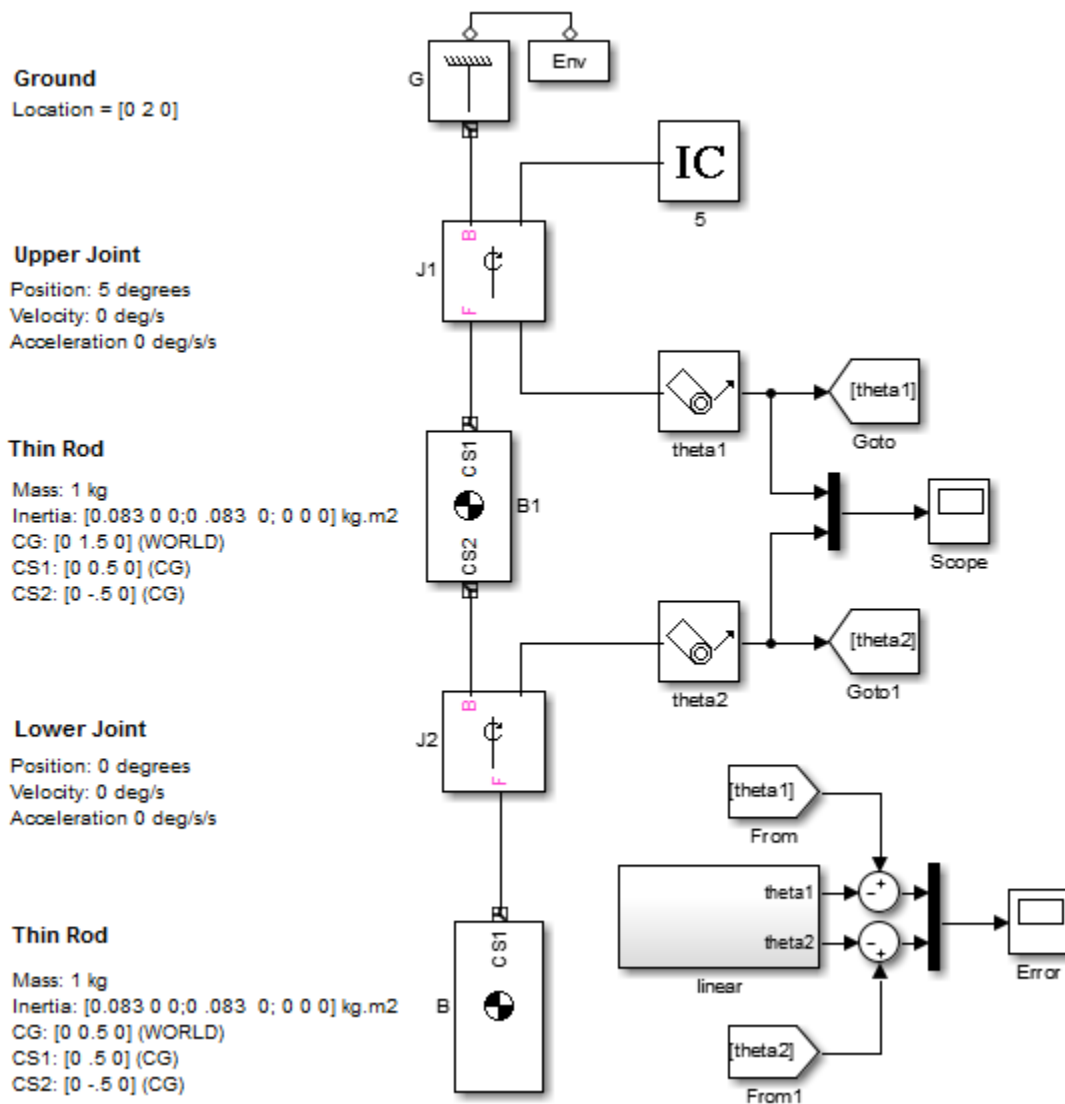 Env
Ground
G
Location = [0 2 0]
IC
5
B
Upper Joint
J1
Position: 5 degrees
Velocity: 0 deg/s
F
Acceleration 0 deg/s/s
[theta1]
Goto
theta1
Thin Rod
CS1
Mass: 1 kg
Inertia: [0.083 0 0;0 .083  0; 0 0 0] kg.m2
B1
CG: [0 1.5 0] (WORLD)
CS1: [0 0.5 0] (CG)
CS2
CS2: [0 -.5 0] (CG)
Scope
[theta2]
Goto1
theta2
B
Lower Joint
J2
Position: 0 degrees
Velocity: 0 deg/s
F
Acceleration 0 deg/s/s
[theta1]
From
theta1
theta2
linear
Error
Thin Rod
CS1
Mass: 1 kg
Inertia: [0.083 0 0;0 .083  0; 0 0 0] kg.m2
B
CG: [0 0.5 0] (WORLD)
CS1: [0 .5 0] (CG)
CS2: [0 -.5 0] (CG)
[theta2]
From1